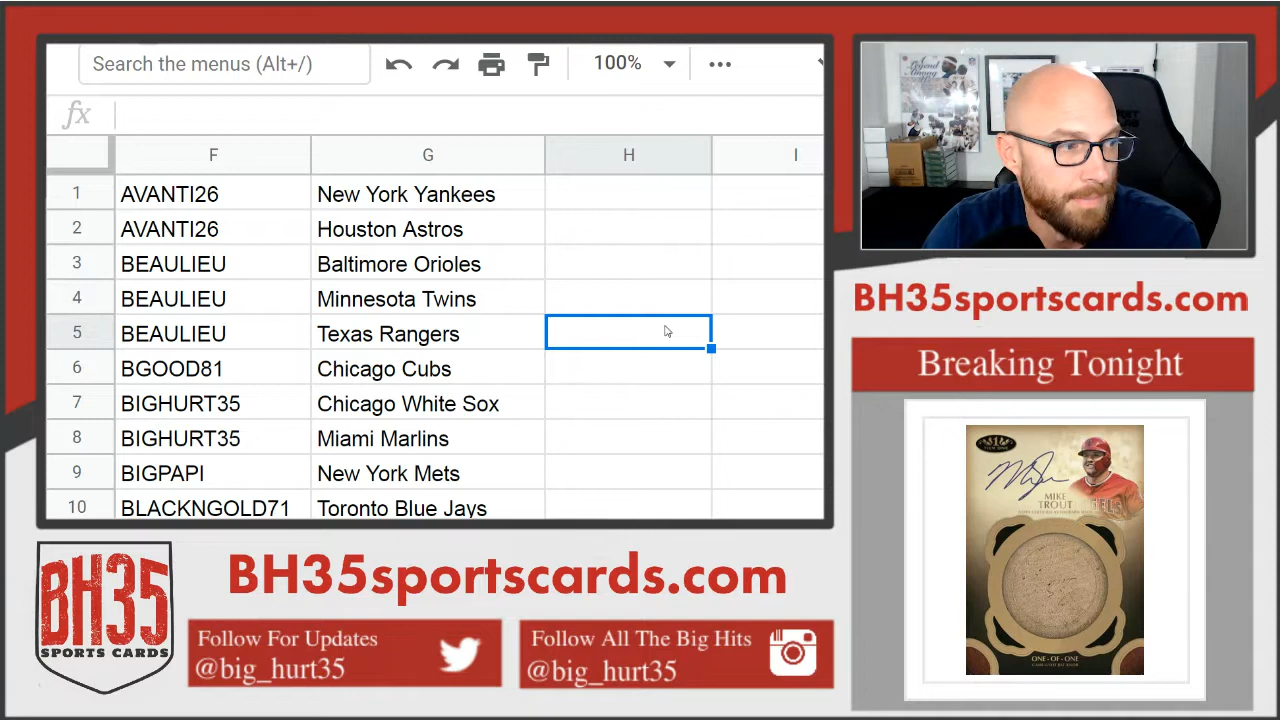 Search the menus (Alt+/)
100%
fx
F G H I
1 AVANTI26 New York Yankees
2 AVANTI26 Houston Astros
3 BEAULIEU Baltimore Orioles
4 BEAULIEU Minnesota Twins
5 BEAULIEU Texas Rangers
6 BGOOD81 Chicago Cubs
7 BIGHURT35 Chicago White Sox
8 BIGHURT35 Miami Marlins
9 BIGPAPI New York Mets
10 BLACKNGOLD71 Toronto Blue Jays
BH35sportscards.com
Breaking Tonight
MIKE
TROUT
ONE-OF-ONE
BH35
SPORTS CARDS
BH35sportscards.com
Follow For Updates
@big_hurt35
Follow All The Big Hits
@big_hurt35